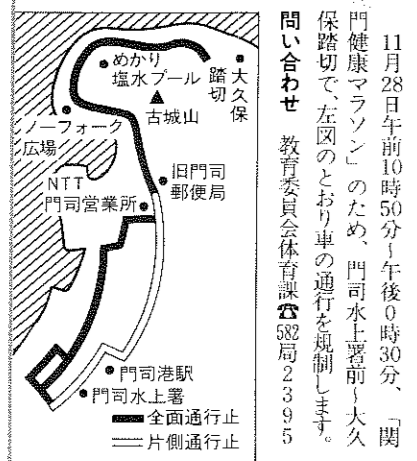 11月28日午前10時50分〜午後0時30分、「関
門健康マラソン」のため、門司水上署前〜大久
保踏切で、左図のとおり車の通行を規制します。
問い合わせ 教育委員会体育課☎582局2395
めかり
塩水プール
大久保
踏切
古城山
ノーフォーク
広場
NTT
門司営業所
旧門司
郵便局
門司港駅
門司水上署
全面通行止
片側通行止